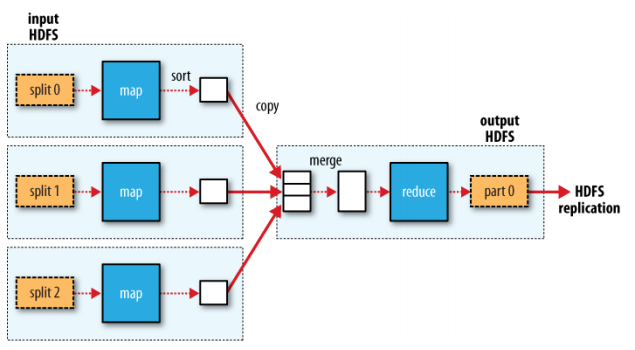 input
HDFS
split 0
map
sort
copy
split 1
map
split 2
map
merge
reduce
output
HDFS
part 0
HDFS
replication